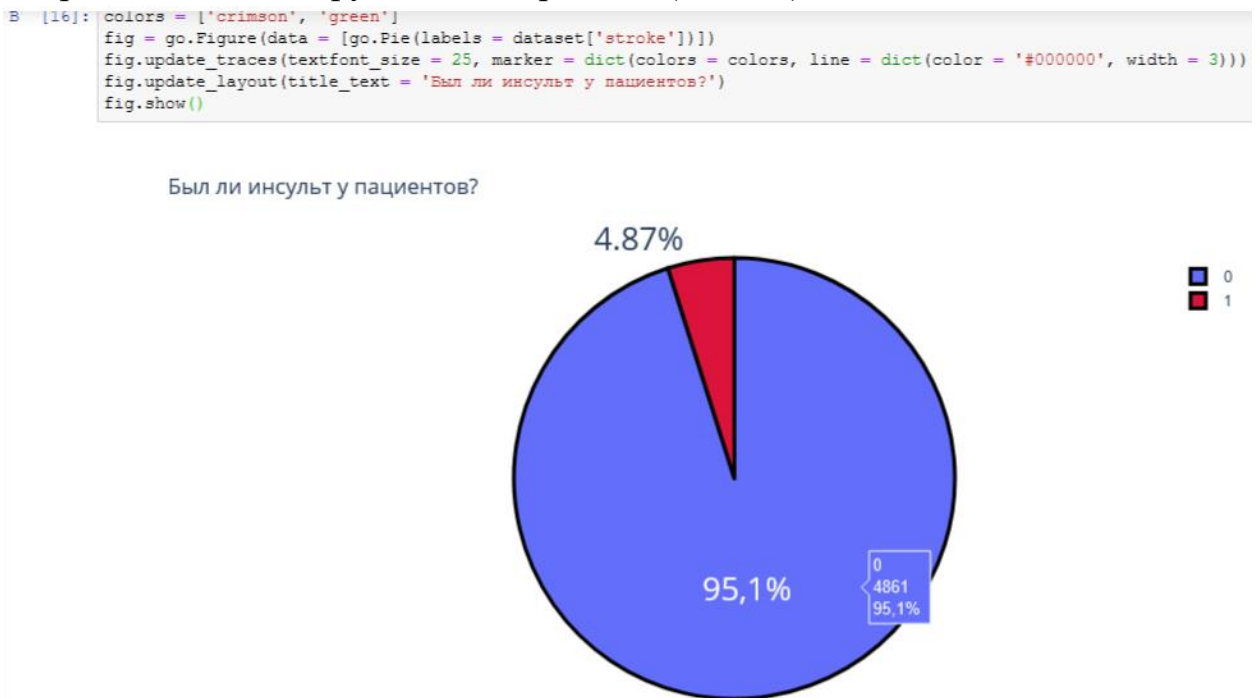 В [16]: colors = ['crimson', 'green']
fig = go.Figure(data = [go.Pie(labels = dataset['stroke'])])
fig.update_traces(textfont_size = 25, marker = dict(colors = colors, line = dict(color = '#000000', width = 3)))
fig.update_layout(title_text = 'Был ли инсульт у пациентов?')
fig.show()
Был ли инсульт у пациентов?
4.87%
0
1
95,1%
0
4861
95,1%